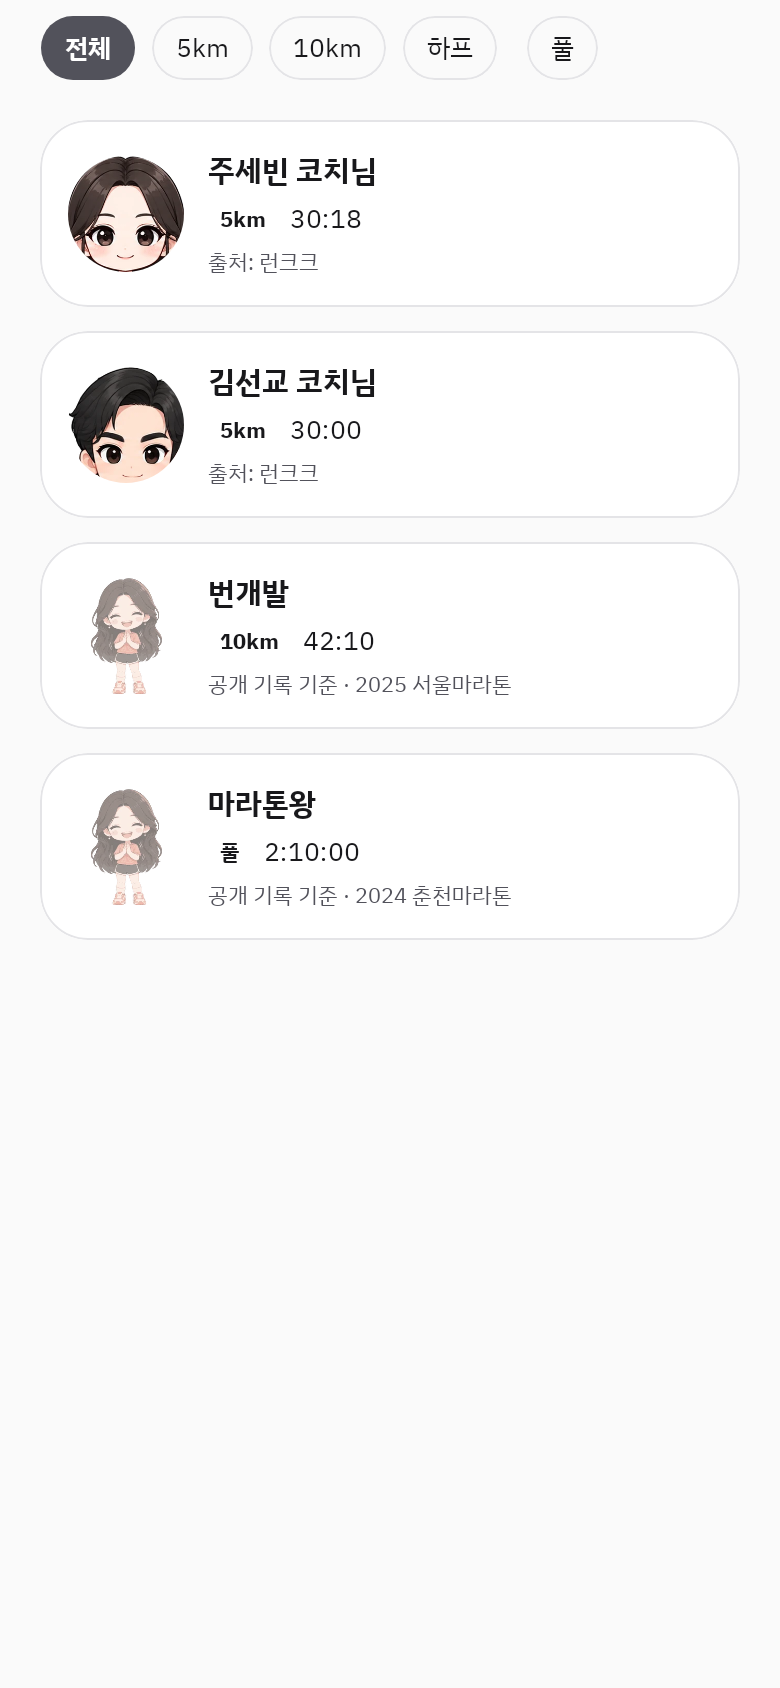 전체 5km 10km 하프 풀
주세빈 코치님
5km 30:18
출처: 런크크
김선교 코치님
5km 30:00
출처: 런크크
번개발
10km 42:10
공개 기록 기준 · 2025 서울마라톤
마라톤왕
풀 2:10:00
공개 기록 기준 · 2024 춘천마라톤